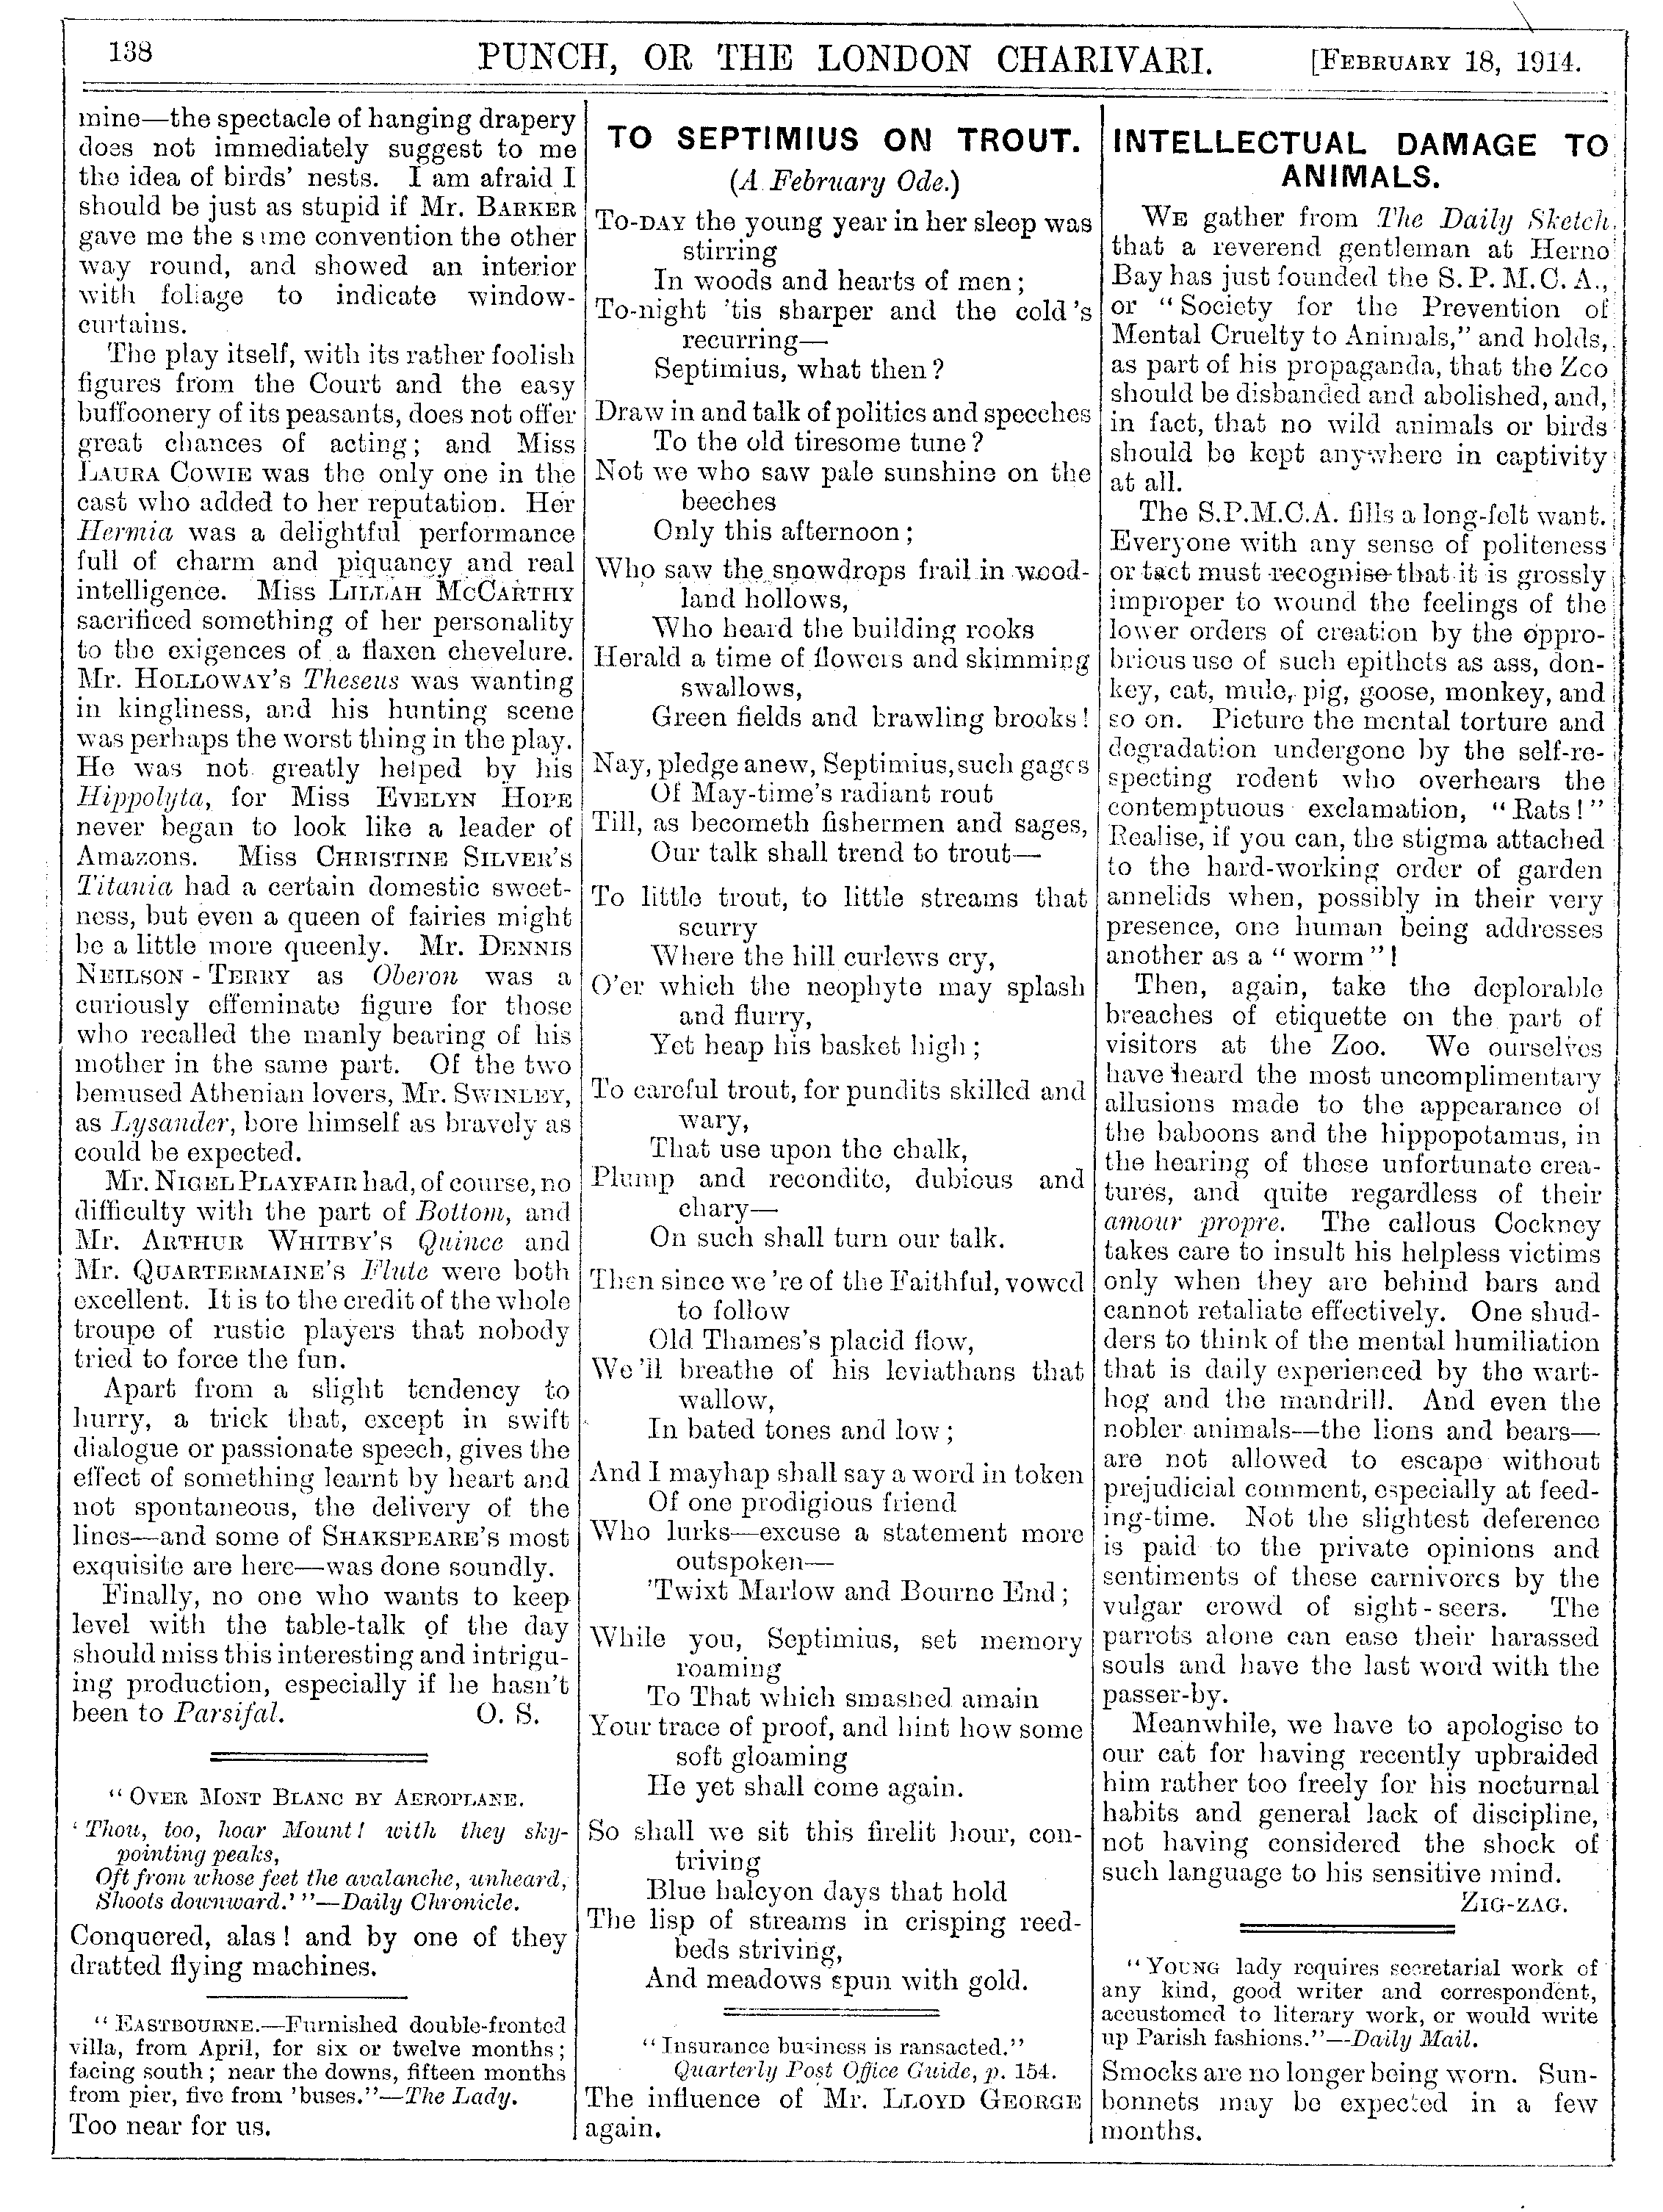 138
PUNCH, OR THE LONDON CHARIVARI.
[FEBRUARY 18, 1914.
mine—the spectacle of hanging drapery
does not immediately suggest to me
the idea of birds' nests. I am afraid I
should be just as stupid if Mr. BARKER
gave me the same convention the other
way round, and showed an interior
with foliage to indicate window-
curtains.
The play itself, with its rather foolish
figures from the Court and the easy
buffoonery of its peasants, does not offer
great chances of acting; and Miss
LAURA COWIE was the only one in the
cast who added to her reputation. Her
Hermia was a delightful performance
full of charm and piquancy and real
intelligence. Miss LILLAH MCCARTHY
sacrificed something of her personality
to the exigences of a flaxen chevelure.
Mr. HOLLOWAY'S Theseus was wanting
in kingliness, and his hunting scene
was perhaps the worst thing in the play.
He was not greatly helped by his
Hippolyta, for Miss EVELYN HOPE
never began to look like a leader of
Amazons. Miss CHRISTINE SILVER'S
Titania had a certain domestic sweet-
ness, but even a queen of fairies might
be a little more queenly. Mr. DENNIS
NEILSON-TERRY as Oberon was a
curiously effeminate figure for those
who recalled the manly bearing of his
mother in the same part. Of the two
bemused Athenian lovers, Mr. SWINLEY,
as Lysander, bore himself as bravely as
could be expected.
Mr. NIGEL PLAYFAIR had, of course, no
difficulty with the part of Bottom, and
Mr. ARTHUR WHITBY'S Quince and
Mr. QUARTERMAINE'S Flute were both
excellent. It is to the credit of the whole
troupe of rustic players that nobody
tried to force the fun.
Apart from a slight tendency to
hurry, a trick that, except in swift
dialogue or passionate speech, gives the
effect of something learnt by heart and
not spontaneous, the delivery of the
lines—and some of SHAKSPEARE'S most
exquisite are here—was done soundly.
Finally, no one who wants to keep
level with the table-talk of the day
should miss this interesting and intrigu-
ing production, especially if he hasn't
been to Parsifal. O. S.
"OVER MONT BLANC BY AEROPLANE.
'Thou, too, hoar Mount! with they sky-
pointing peaks,
Oft from whose feet the avalanche, unheard,
Shoots downward.'"—Daily Chronicle.
Conquered, alas! and by one of they
dratted flying machines.
"EASTBOURNE.—Furnished double-fronted
villa, from April, for six or twelve months;
facing south; near the downs, fifteen months
from pier, five from 'buses."—The Lady.
Too near for us.
TO SEPTIMIUS ON TROUT.
(A February Ode.)
TO-DAY the young year in her sleep was
stirring
In woods and hearts of men;
To-night 'tis sharper and the cold's
recurring—
Septimius, what then?
Draw in and talk of politics and speeches
To the old tiresome tune?
Not we who saw pale sunshine on the
beeches
Only this afternoon;
Who saw the snowdrops frail in wood-
land hollows,
Who heard the building rooks
Herald a time of flowers and skimming
swallows,
Green fields and brawling brooks!
Nay, pledge anew, Septimius, such gages
Of May-time's radiant rout
Till, as becometh fishermen and sages,
Our talk shall trend to trout—
To little trout, to little streams that
scurry
Where the hill curlews cry,
O'er which the neophyte may splash
and flurry,
Yet heap his basket high;
To careful trout, for pundits skilled and
wary,
That use upon the chalk,
Plump and recondite, dubious and
chary—
On such shall turn our talk.
Then since we're of the Faithful, vowed
to follow
Old Thames's placid flow,
We'll breathe of his leviathans that
wallow,
In bated tones and low;
And I mayhap shall say a word in token
Of one prodigious friend
Who lurks—excuse a statement more
outspoken—
'Twixt Marlow and Bourne End;
While you, Septimius, set memory
roaming
To That which smashed amain
Your trace of proof, and hint how some
soft gloaming
He yet shall come again.
So shall we sit this firelit hour, con-
triving
Blue halcyon days that hold
The lisp of streams in crisping reed-
beds striving,
And meadows spun with gold.
"Insurance business is ransacted."
Quarterly Post Office Guide, p. 154.
The influence of Mr. LLOYD GEORGE
again.
INTELLECTUAL DAMAGE TO
ANIMALS.
WE gather from The Daily Sketch
that a reverend gentleman at Herne
Bay has just founded the S.P.M.C.A.,
or "Society for the Prevention of
Mental Cruelty to Animals," and holds,
as part of his propaganda, that the Zoo
should be disbanded and abolished, and,
in fact, that no wild animals or birds
should be kept anywhere in captivity
at all.
The S.P.M.C.A. fills a long-felt want.
Everyone with any sense of politeness
or tact must recognise that it is grossly
improper to wound the feelings of the
lower orders of creation by the oppro-
brious use of such epithets as ass, don-
key, cat, mule, pig, goose, monkey, and
so on. Picture the mental torture and
degradation undergone by the self-re-
specting rodent who overhears the
contemptuous exclamation, "Rats!"
Realise, if you can, the stigma attached
to the hard-working order of garden
annelids when, possibly in their very
presence, one human being addresses
another as a "worm"!
Then, again, take the deplorable
breaches of etiquette on the part of
visitors at the Zoo. We ourselves
have heard the most uncomplimentary
allusions made to the appearance of
the baboons and the hippopotamus, in
the hearing of these unfortunate crea-
tures, and quite regardless of their
amour propre. The callous Cockney
takes care to insult his helpless victims
only when they are behind bars and
cannot retaliate effectively. One shud-
ders to think of the mental humiliation
that is daily experienced by the wart-
hog and the mandrill. And even the
nobler animals—the lions and bears—
are not allowed to escape without
prejudicial comment, especially at feed-
ing-time. Not the slightest deference
is paid to the private opinions and
sentiments of these carnivores by the
vulgar crowd of sight-seers. The
parrots alone can ease their harassed
souls and have the last word with the
passer-by.
Meanwhile, we have to apologise to
our cat for having recently upbraided
him rather too freely for his nocturnal
habits and general lack of discipline,
not having considered the shock of
such language to his sensitive mind.
ZIG-ZAG.
"YOUNG lady requires secretarial work of
any kind, good writer and correspondent,
accustomed to literary work, or would write
up Parish fashions."—Daily Mail.
Smocks are no longer being worn. Sun-
bonnets may be expected in a few
months.